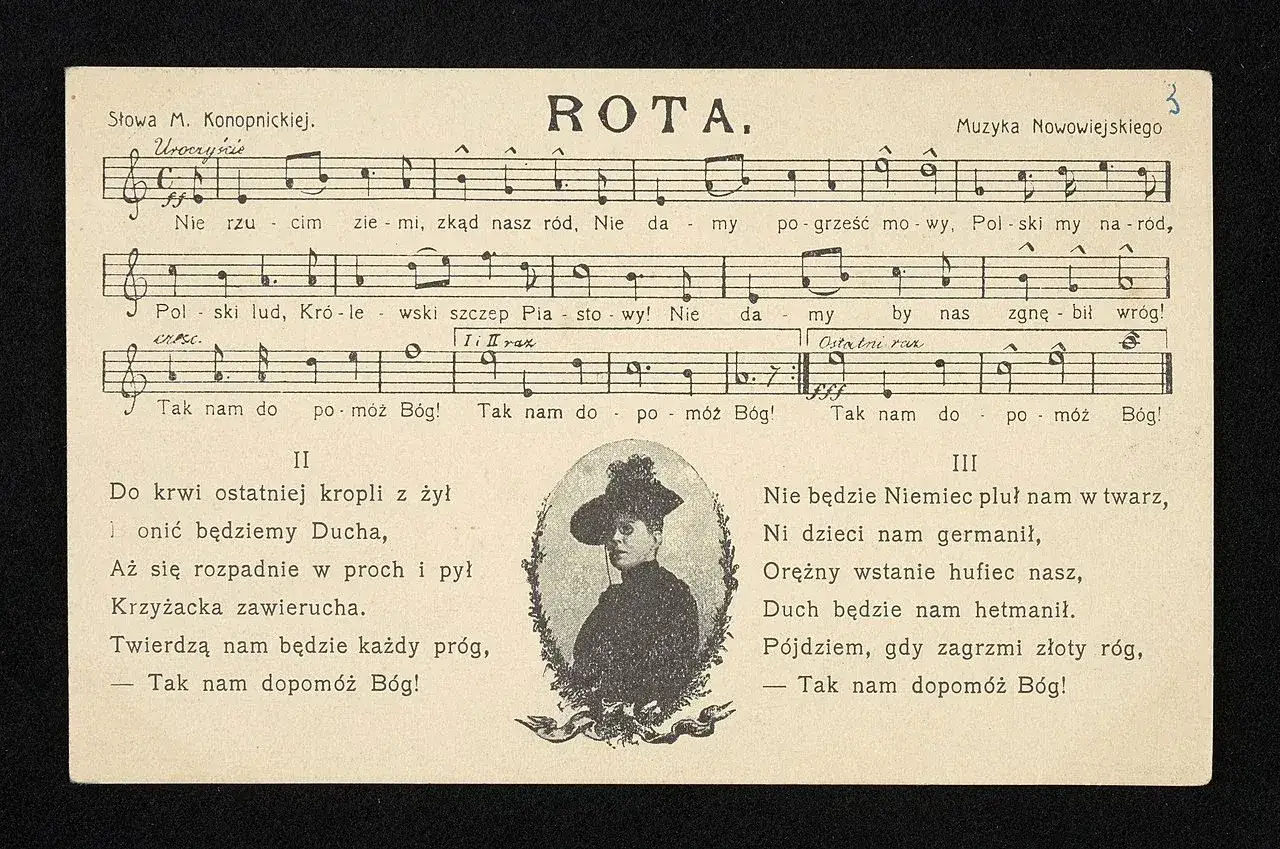 ROTA.
Słowa M. Konopnickiej.
Muzyka Nowowiejskiego
3
Uroczyście
ff
Nie rzu - cim zie - mi, zkąd nasz ród, Nie da - my po - grześć mo - wy, Pol - ski my na - ród,
Pol - ski lud, Kró - le - wski szczep Pia - sto - wy! Nie da - my by nas zgnę - bił wróg!
cresc.
I i II raz
Ostatni raz
fff
Tak nam do po - móż Bóg! Tak nam do - po - móż Bóg! Tak nam do - po - móż Bóg!
II
Do krwi ostatniej kropli z żył
onić będziemy Ducha,
Aż się rozpadnie w proch i pył
Krzyżacka zawierucha.
Twierdzą nam będzie każdy próg,
— Tak nam dopomóż Bóg!
III
Nie będzie Niemiec pluł nam w twarz,
Ni dzieci nam germanił,
Orężny wstanie hufiec nasz,
Duch będzie nam hetmanił.
Pójdziem, gdy zagrzmi złoty róg,
— Tak nam dopomóż Bóg!